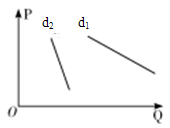 P
d₂ d₁
O Q